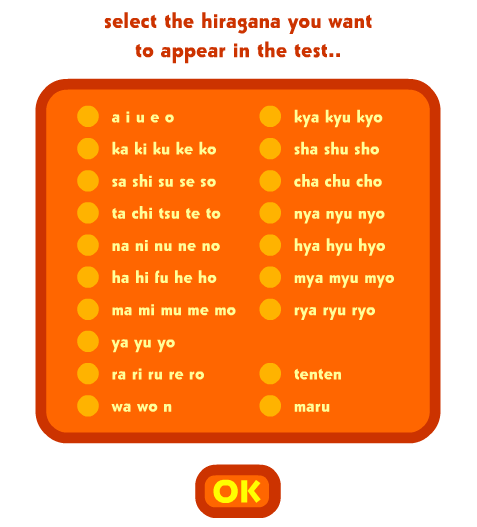 select the hiragana you want
to appear in the test..
a i u e o
ka ki ku ke ko
sa shi su se so
ta chi tsu te to
na ni nu ne no
ha hi fu he ho
ma mi mu me mo
ya yu yo
ra ri ru re ro
wa wo n
kya kyu kyo
sha shu sho
cha chu cho
nya nyu nyo
hya hyu hyo
mya myu myo
rya ryu ryo
tenten
maru
OK